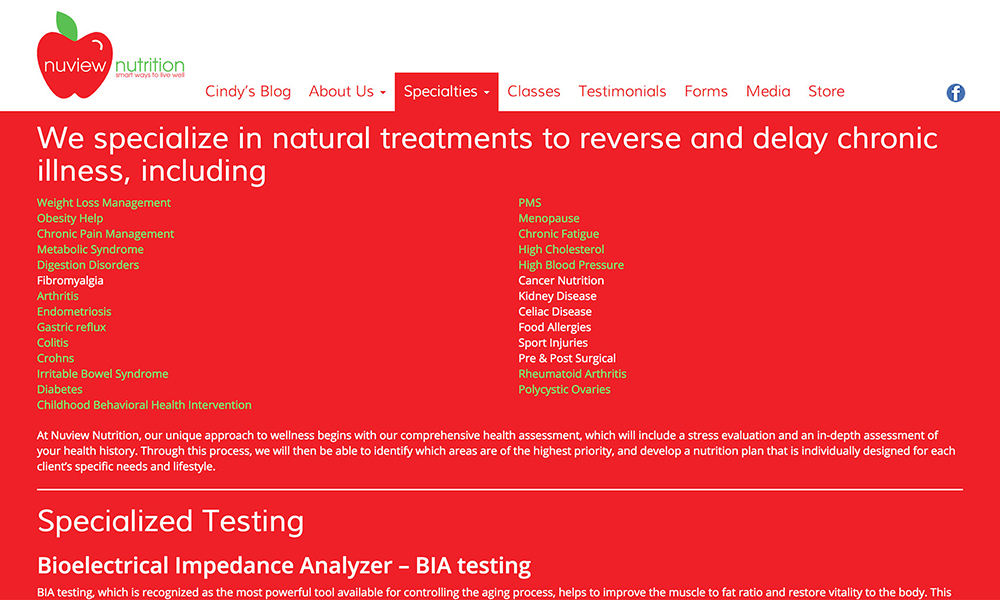 nuview nutrition
smart ways to live well
Cindy's Blog About Us Specialties Classes Testimonials Forms Media Store
f
We specialize in natural treatments to reverse and delay chronic
illness, including
Weight Loss Management
Obesity Help
Chronic Pain Management
Metabolic Syndrome
Digestion Disorders
Fibromyalgia
Arthritis
Endometriosis
Gastric reflux
Colitis
Crohns
Irritable Bowel Syndrome
Diabetes
Childhood Behavioral Health Intervention
PMS
Menopause
Chronic Fatigue
High Cholesterol
High Blood Pressure
Cancer Nutrition
Kidney Disease
Celiac Disease
Food Allergies
Sport Injuries
Pre & Post Surgical
Rheumatoid Arthritis
Polycystic Ovaries
At Nuview Nutrition, our unique approach to wellness begins with our comprehensive health assessment, which will include a stress evaluation and an in-depth assessment of
your health history. Through this process, we will then be able to identify which areas are of the highest priority, and develop a nutrition plan that is individually designed for each
client's specific needs and lifestyle.
Specialized Testing
Bioelectrical Impedance Analyzer – BIA testing
BIA testing, which is recognized as the most powerful tool available for controlling the aging process, helps to improve the muscle to fat ratio and restore vitality to the body. This